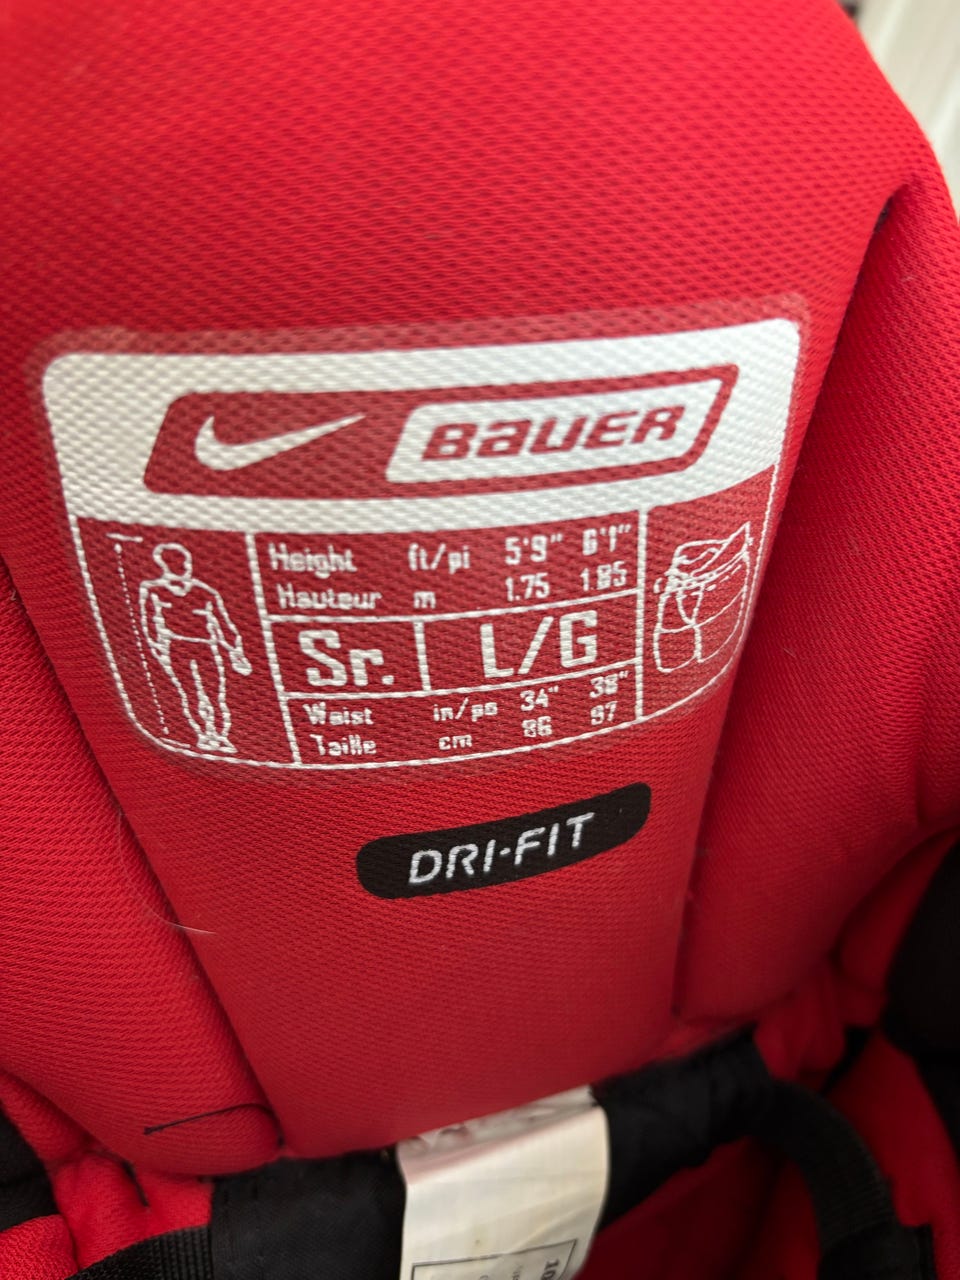 BAUER
Height ft/pi 5'9" 6'1"
Hauteur m 1.75 1.85
Sr. L/G
Waist in/po 34" 38"
Taille cm 86 97
DRI-FIT